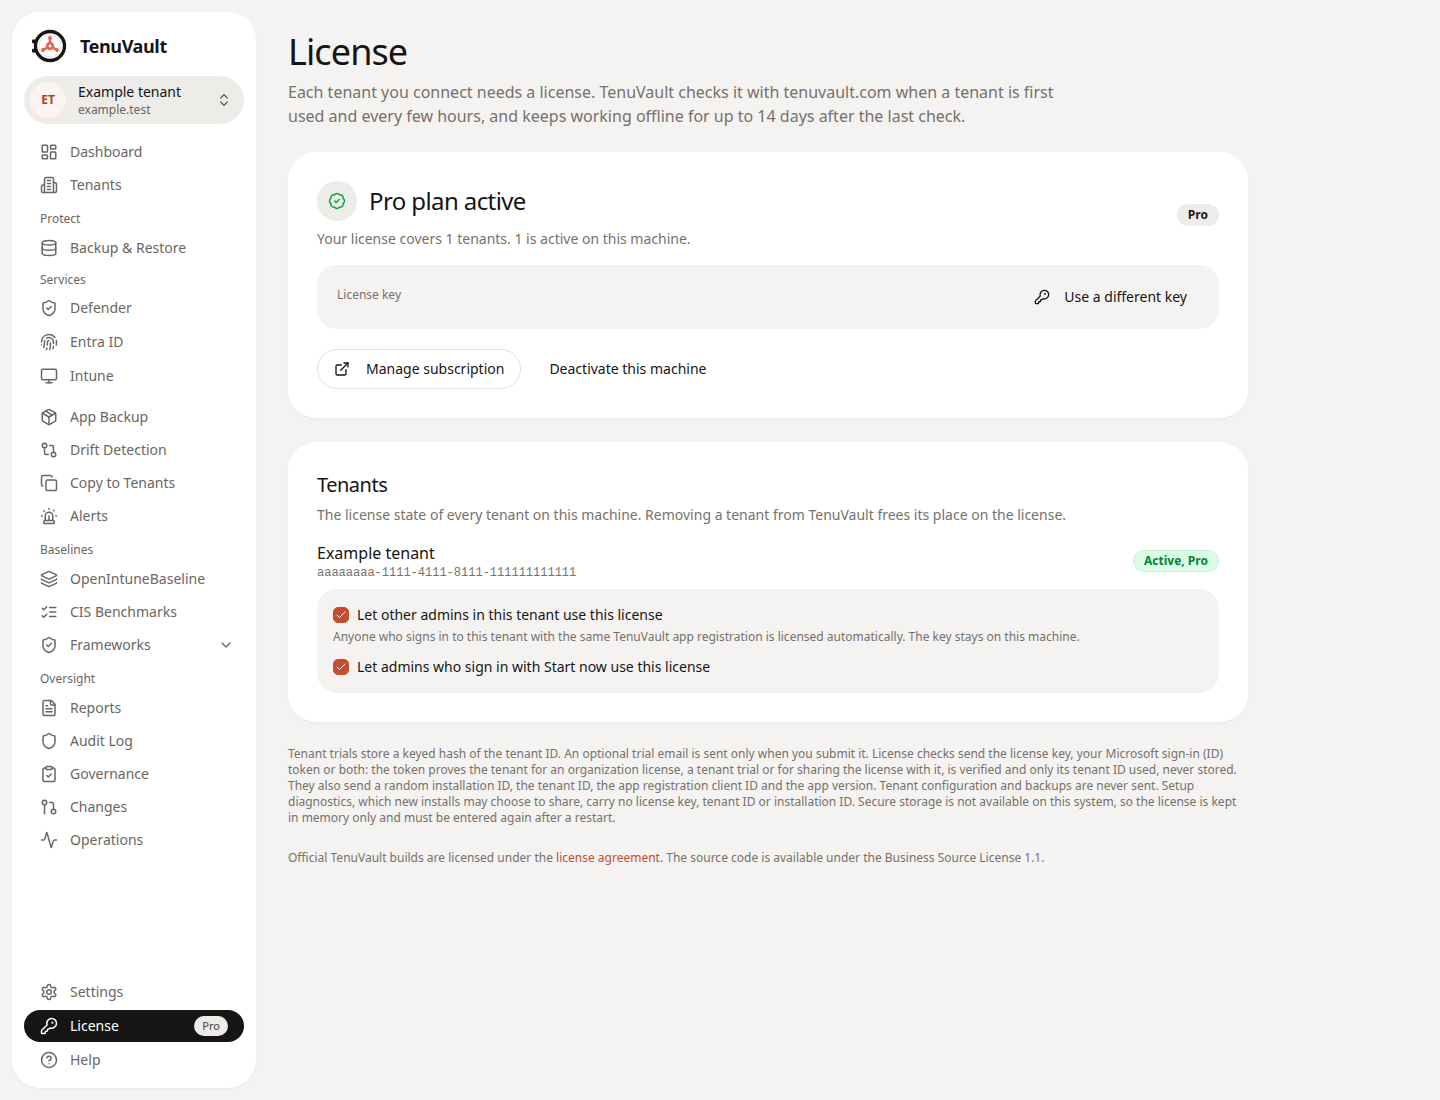 TenuVault
ET
Example tenant
example.test
Dashboard
Tenants
Protect
Backup & Restore
Services
Defender
Entra ID
Intune
App Backup
Drift Detection
Copy to Tenants
Alerts
Baselines
OpenIntuneBaseline
CIS Benchmarks
Frameworks
Oversight
Reports
Audit Log
Governance
Changes
Operations
Settings
License
Pro
Help
License
Each tenant you connect needs a license. TenuVault checks it with tenuvault.com when a tenant is first
used and every few hours, and keeps working offline for up to 14 days after the last check.
Pro plan active
Pro
Your license covers 1 tenants. 1 is active on this machine.
License key
Use a different key
Manage subscription
Deactivate this machine
Tenants
The license state of every tenant on this machine. Removing a tenant from TenuVault frees its place on the license.
Example tenant
aaaaaaaa-1111-4111-8111-111111111111
Active, Pro
Let other admins in this tenant use this license
Anyone who signs in to this tenant with the same TenuVault app registration is licensed automatically. The key stays on this machine.
Let admins who sign in with Start now use this license
Tenant trials store a keyed hash of the tenant ID. An optional trial email is sent only when you submit it. License checks send the license key, your Microsoft sign-in (ID)
token or both: the token proves the tenant for an organization license, a tenant trial or for sharing the license with it, is verified and only its tenant ID used, never stored.
They also send a random installation ID, the tenant ID, the app registration client ID and the app version. Tenant configuration and backups are never sent. Setup
diagnostics, which new installs may choose to share, carry no license key, tenant ID or installation ID. Secure storage is not available on this system, so the license is kept
in memory only and must be entered again after a restart.
Official TenuVault builds are licensed under the license agreement. The source code is available under the Business Source License 1.1.